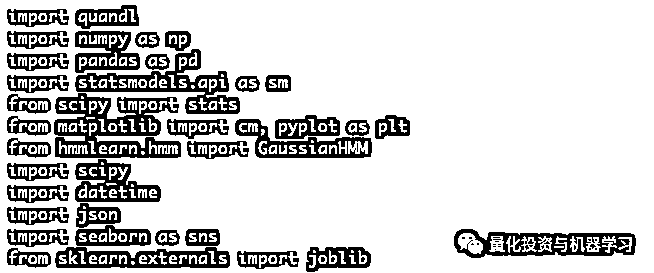 import quandl
import numpy as np
import pandas as pd
import statsmodels.api as sm
from scipy import stats
from matplotlib import cm, pyplot as plt
from hmmlearn.hmm import GaussianHMM
import scipy
import datetime
import json
import seaborn as sns
from sklearn.externals import joblib
量化投资与机器学习